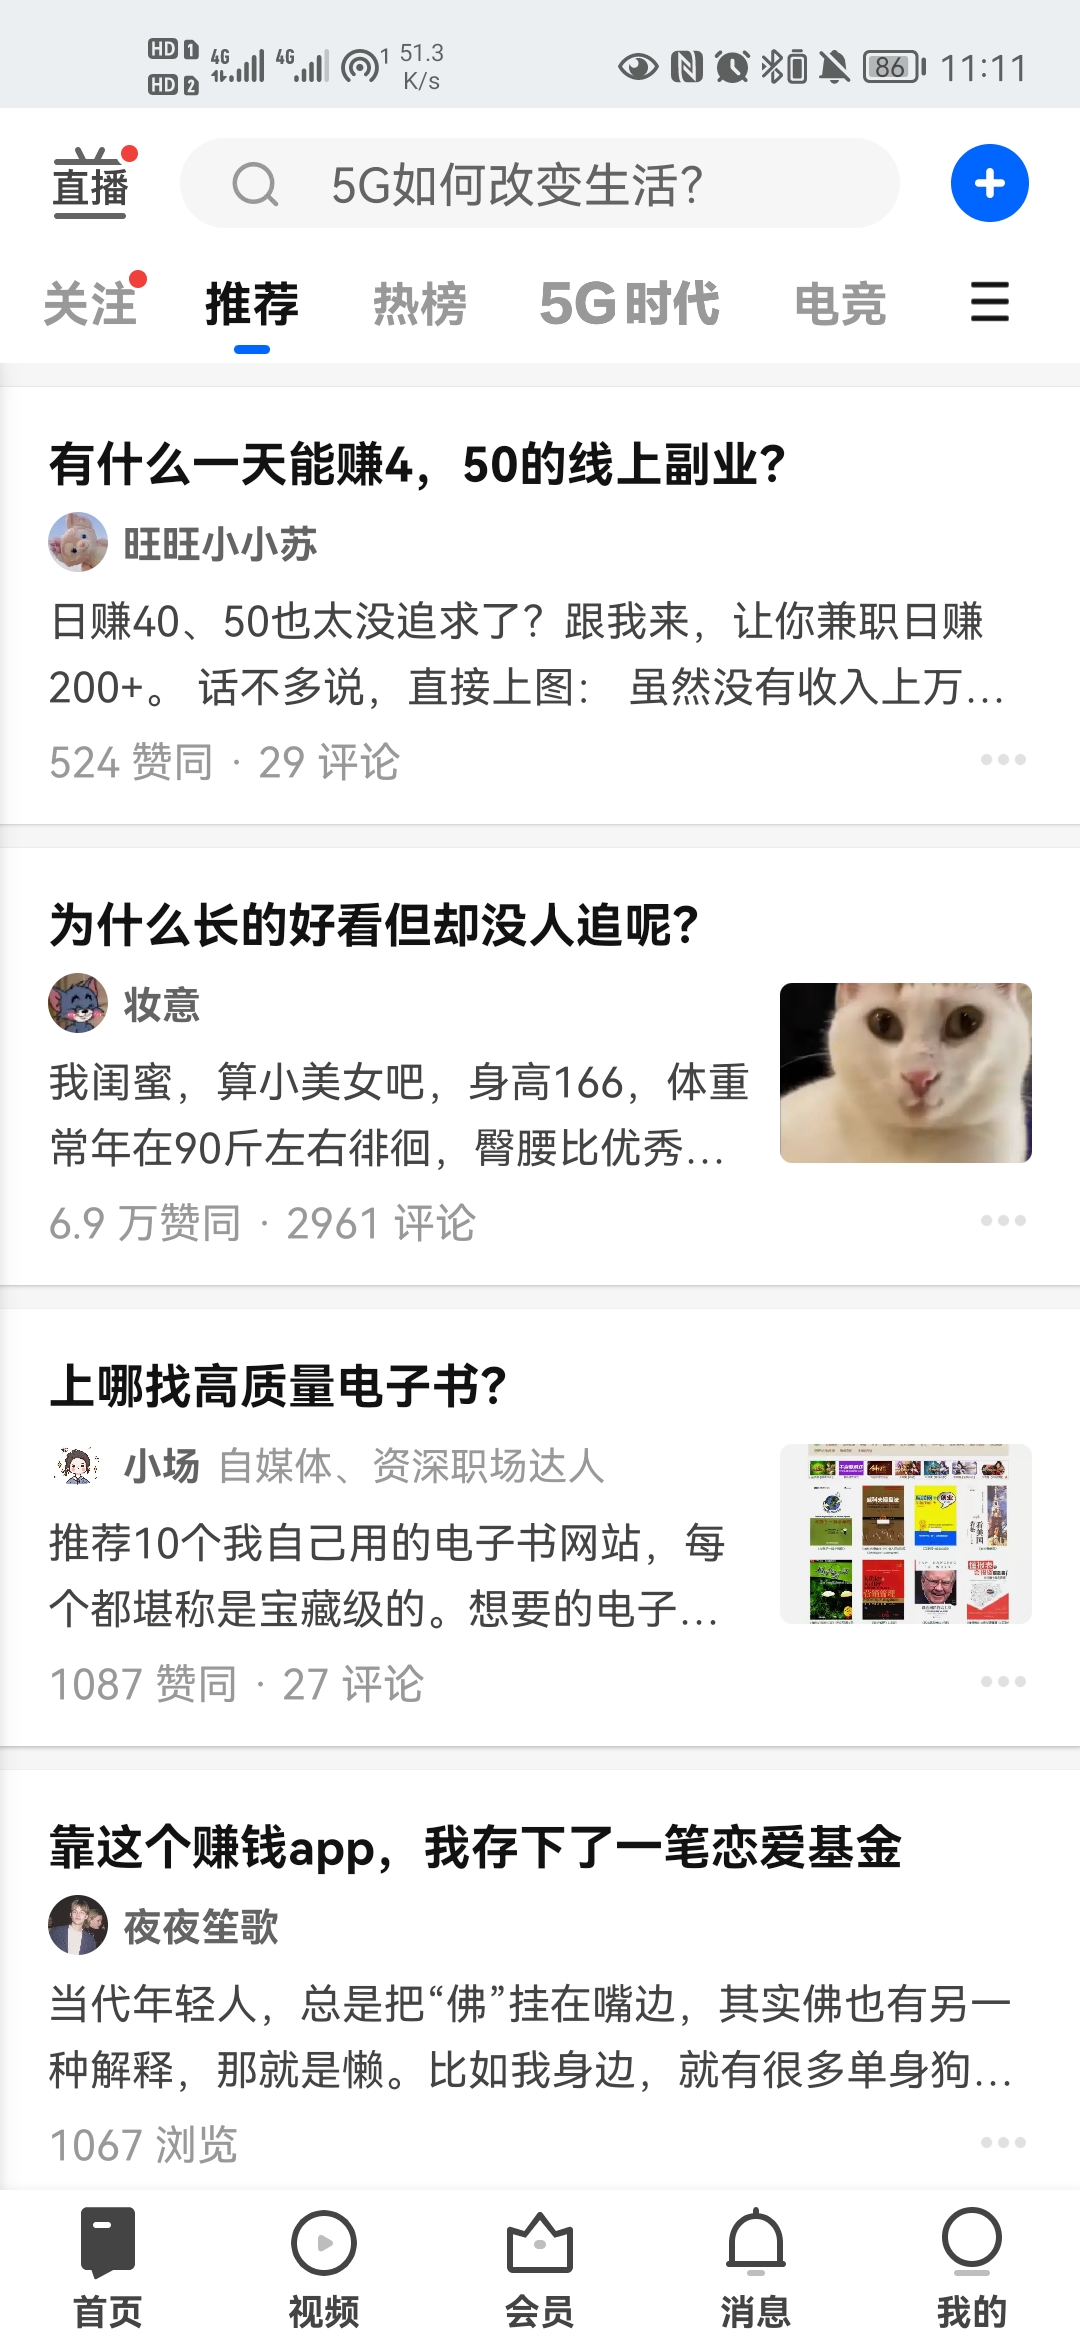 HD 1 4G 4G 1 51.3
HD 2 K/s
86 11:11
直播
5G如何改变生活？
关注 推荐 热榜 5G时代 电竞
有什么一天能赚4，50的线上副业？
旺旺小小苏
日赚40、50也太没追求了？跟我来，让你兼职日赚
200+。 话不多说，直接上图： 虽然没有收入上万...
524 赞同 · 29 评论
为什么长的好看但却没人追呢？
妆意
我闺蜜，算小美女吧，身高166，体重
常年在90斤左右徘徊，臀腰比优秀...
6.9 万赞同 · 2961 评论
上哪找高质量电子书？
小场 自媒体、资深职场达人
推荐10个我自己用的电子书网站，每
个都堪称是宝藏级的。想要的电子...
1087 赞同 · 27 评论
靠这个赚钱app，我存下了一笔恋爱基金
夜夜笙歌
当代年轻人，总是把“佛”挂在嘴边，其实佛也有另一
种解释，那就是懒。比如我身边，就有很多单身狗...
1067 浏览
首页 视频 会员 消息 我的